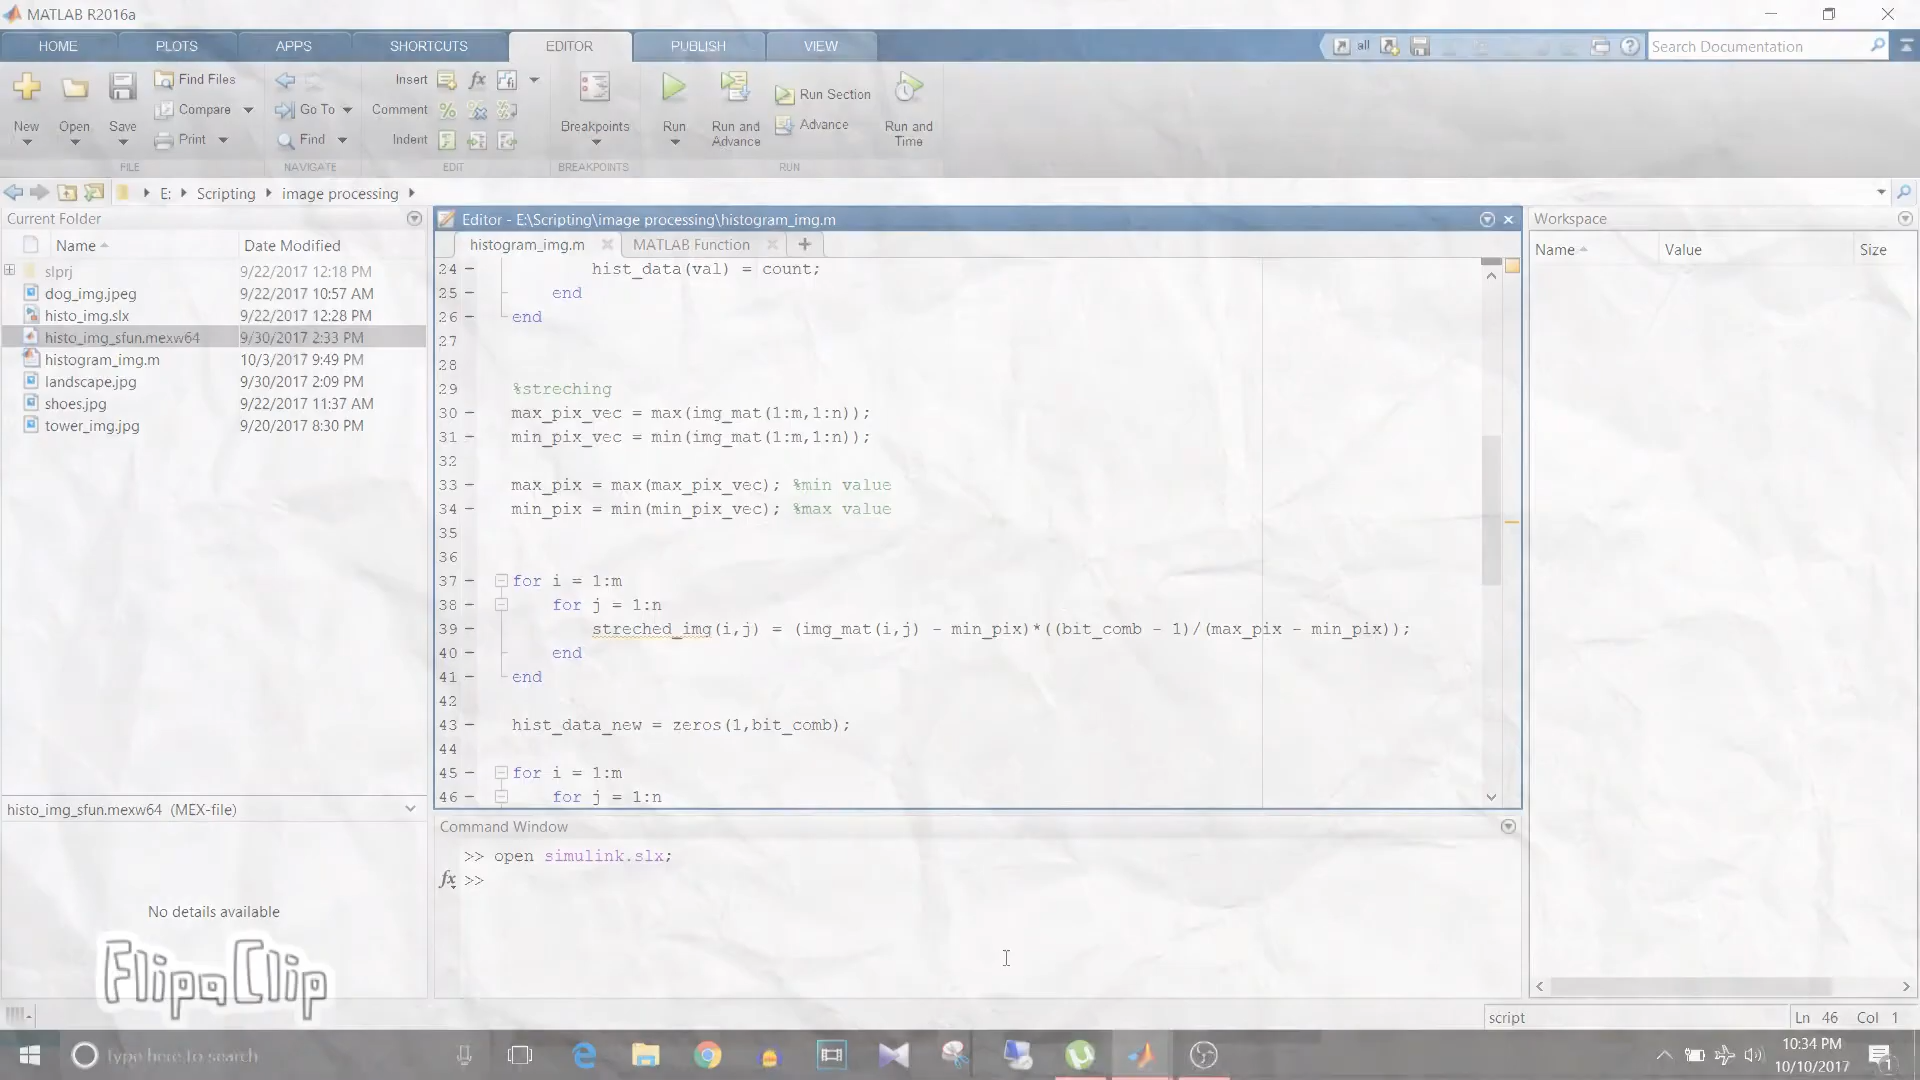 MATLAB R2016a
HOME PLOTS APPS SHORTCUTS EDITOR PUBLISH VIEW
all
Search Documentation
New
Open
Save
Find Files
Compare
Print
FILE
Go To
Find
NAVIGATE
Insert
Comment
Indent
fx
EDIT
Breakpoints
BREAKPOINTS
Run
Run and
Advance
Run Section
Advance
Run and
Time
RUN
E: Scripting image processing
Current Folder
Name Date Modified
slprj 9/22/2017 12:18 PM
dog_img.jpeg 9/22/2017 10:57 AM
histo_img.slx 9/22/2017 12:28 PM
histo_img_sfun.mexw64 9/30/2017 2:33 PM
histogram_img.m 10/3/2017 9:49 PM
landscape.jpg 9/30/2017 2:09 PM
shoes.jpg 9/22/2017 11:37 AM
tower_img.jpg 9/20/2017 8:30 PM
histo_img_sfun.mexw64 (MEX-file)
No details available
FlipaClip
Editor - E:\Scripting\image processing\histogram_img.m
histogram_img.m MATLAB Function
24 hist_data(val) = count;
25 end
26 end
27
28
29 %streching
30 max_pix_vec = max(img_mat(1:m,1:n));
31 min_pix_vec = min(img_mat(1:m,1:n));
32
33 max_pix = max(max_pix_vec); %min value
34 min_pix = min(min_pix_vec); %max value
35
36
37 for i = 1:m
38 for j = 1:n
39 streched_img(i,j) = (img_mat(i,j) - min_pix)*((bit_comb - 1)/(max_pix - min_pix));
40 end
41 end
42
43 hist_data_new = zeros(1,bit_comb);
44
45 for i = 1:m
46 for j = 1:n
Command Window
>> open simulink.slx;
fx >>
Workspace
Name Value Size
script Ln 46 Col 1
Type here to search
10:34 PM
10/10/2017
1